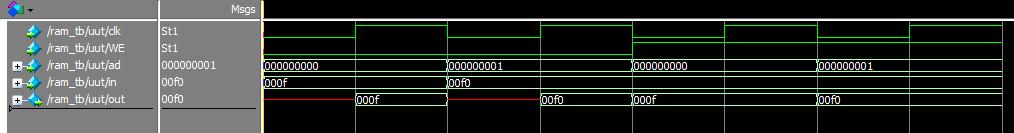 Msgs
/ram_tb/uut/clk St1
/ram_tb/uut/WE St1
/ram_tb/uut/ad 000000001 000000000 000000001 000000000 000000001
/ram_tb/uut/in 00f0 000f 00f0
/ram_tb/uut/out 00f0 000f 00f0 000f 00f0